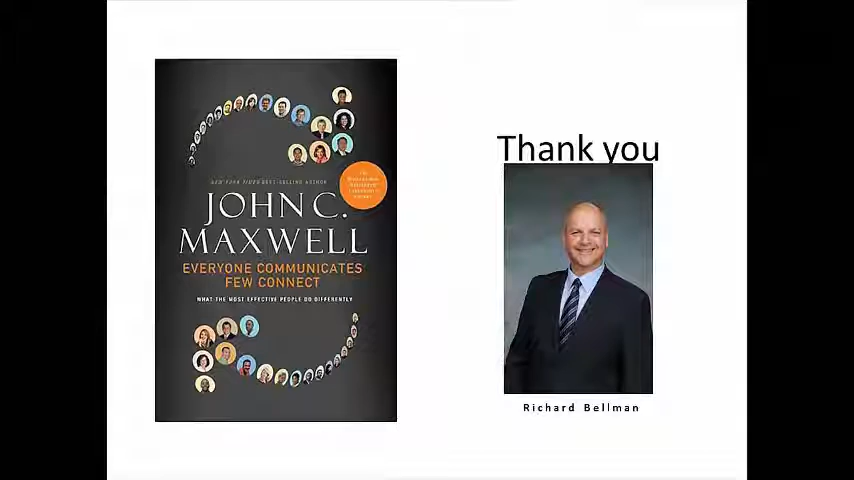 NEW YORK TIMES BEST-SELLING AUTHOR
JOHN C.
MAXWELL
EVERYONE COMMUNICATES
FEW CONNECT
WHAT THE MOST EFFECTIVE PEOPLE DO DIFFERENTLY
Thank you
Richard Bellman